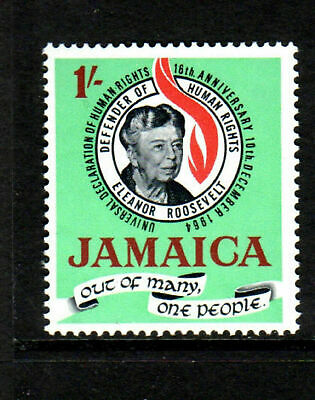 1/-
UNIVERSAL DECLARATION OF HUMAN RIGHTS 16th. ANNIVERSARY 10th. DECEMBER 1964
DEFENDER OF HUMAN RIGHTS
ELEANOR ROOSEVELT
JAMAICA
OUT OF MANY,
ONE PEOPLE.